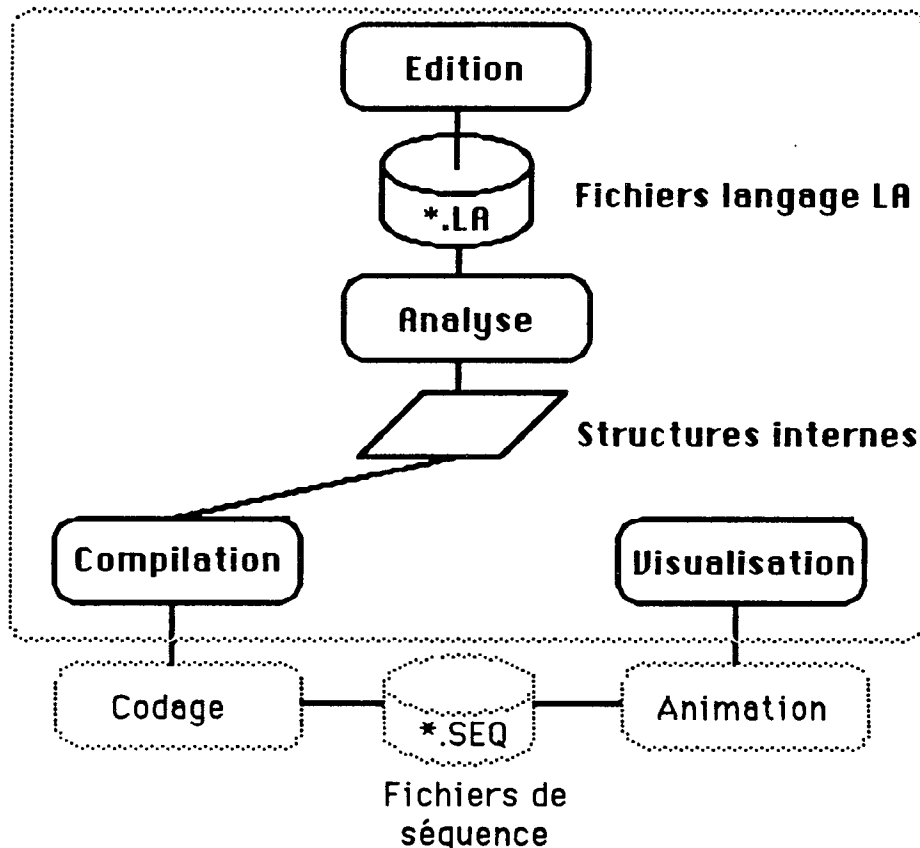 Edition
*.LA
Fichiers langage LA
Analyse
Structures internes
Compilation
Visualisation
Codage
*.SEQ
Animation
Fichiers de
séquence